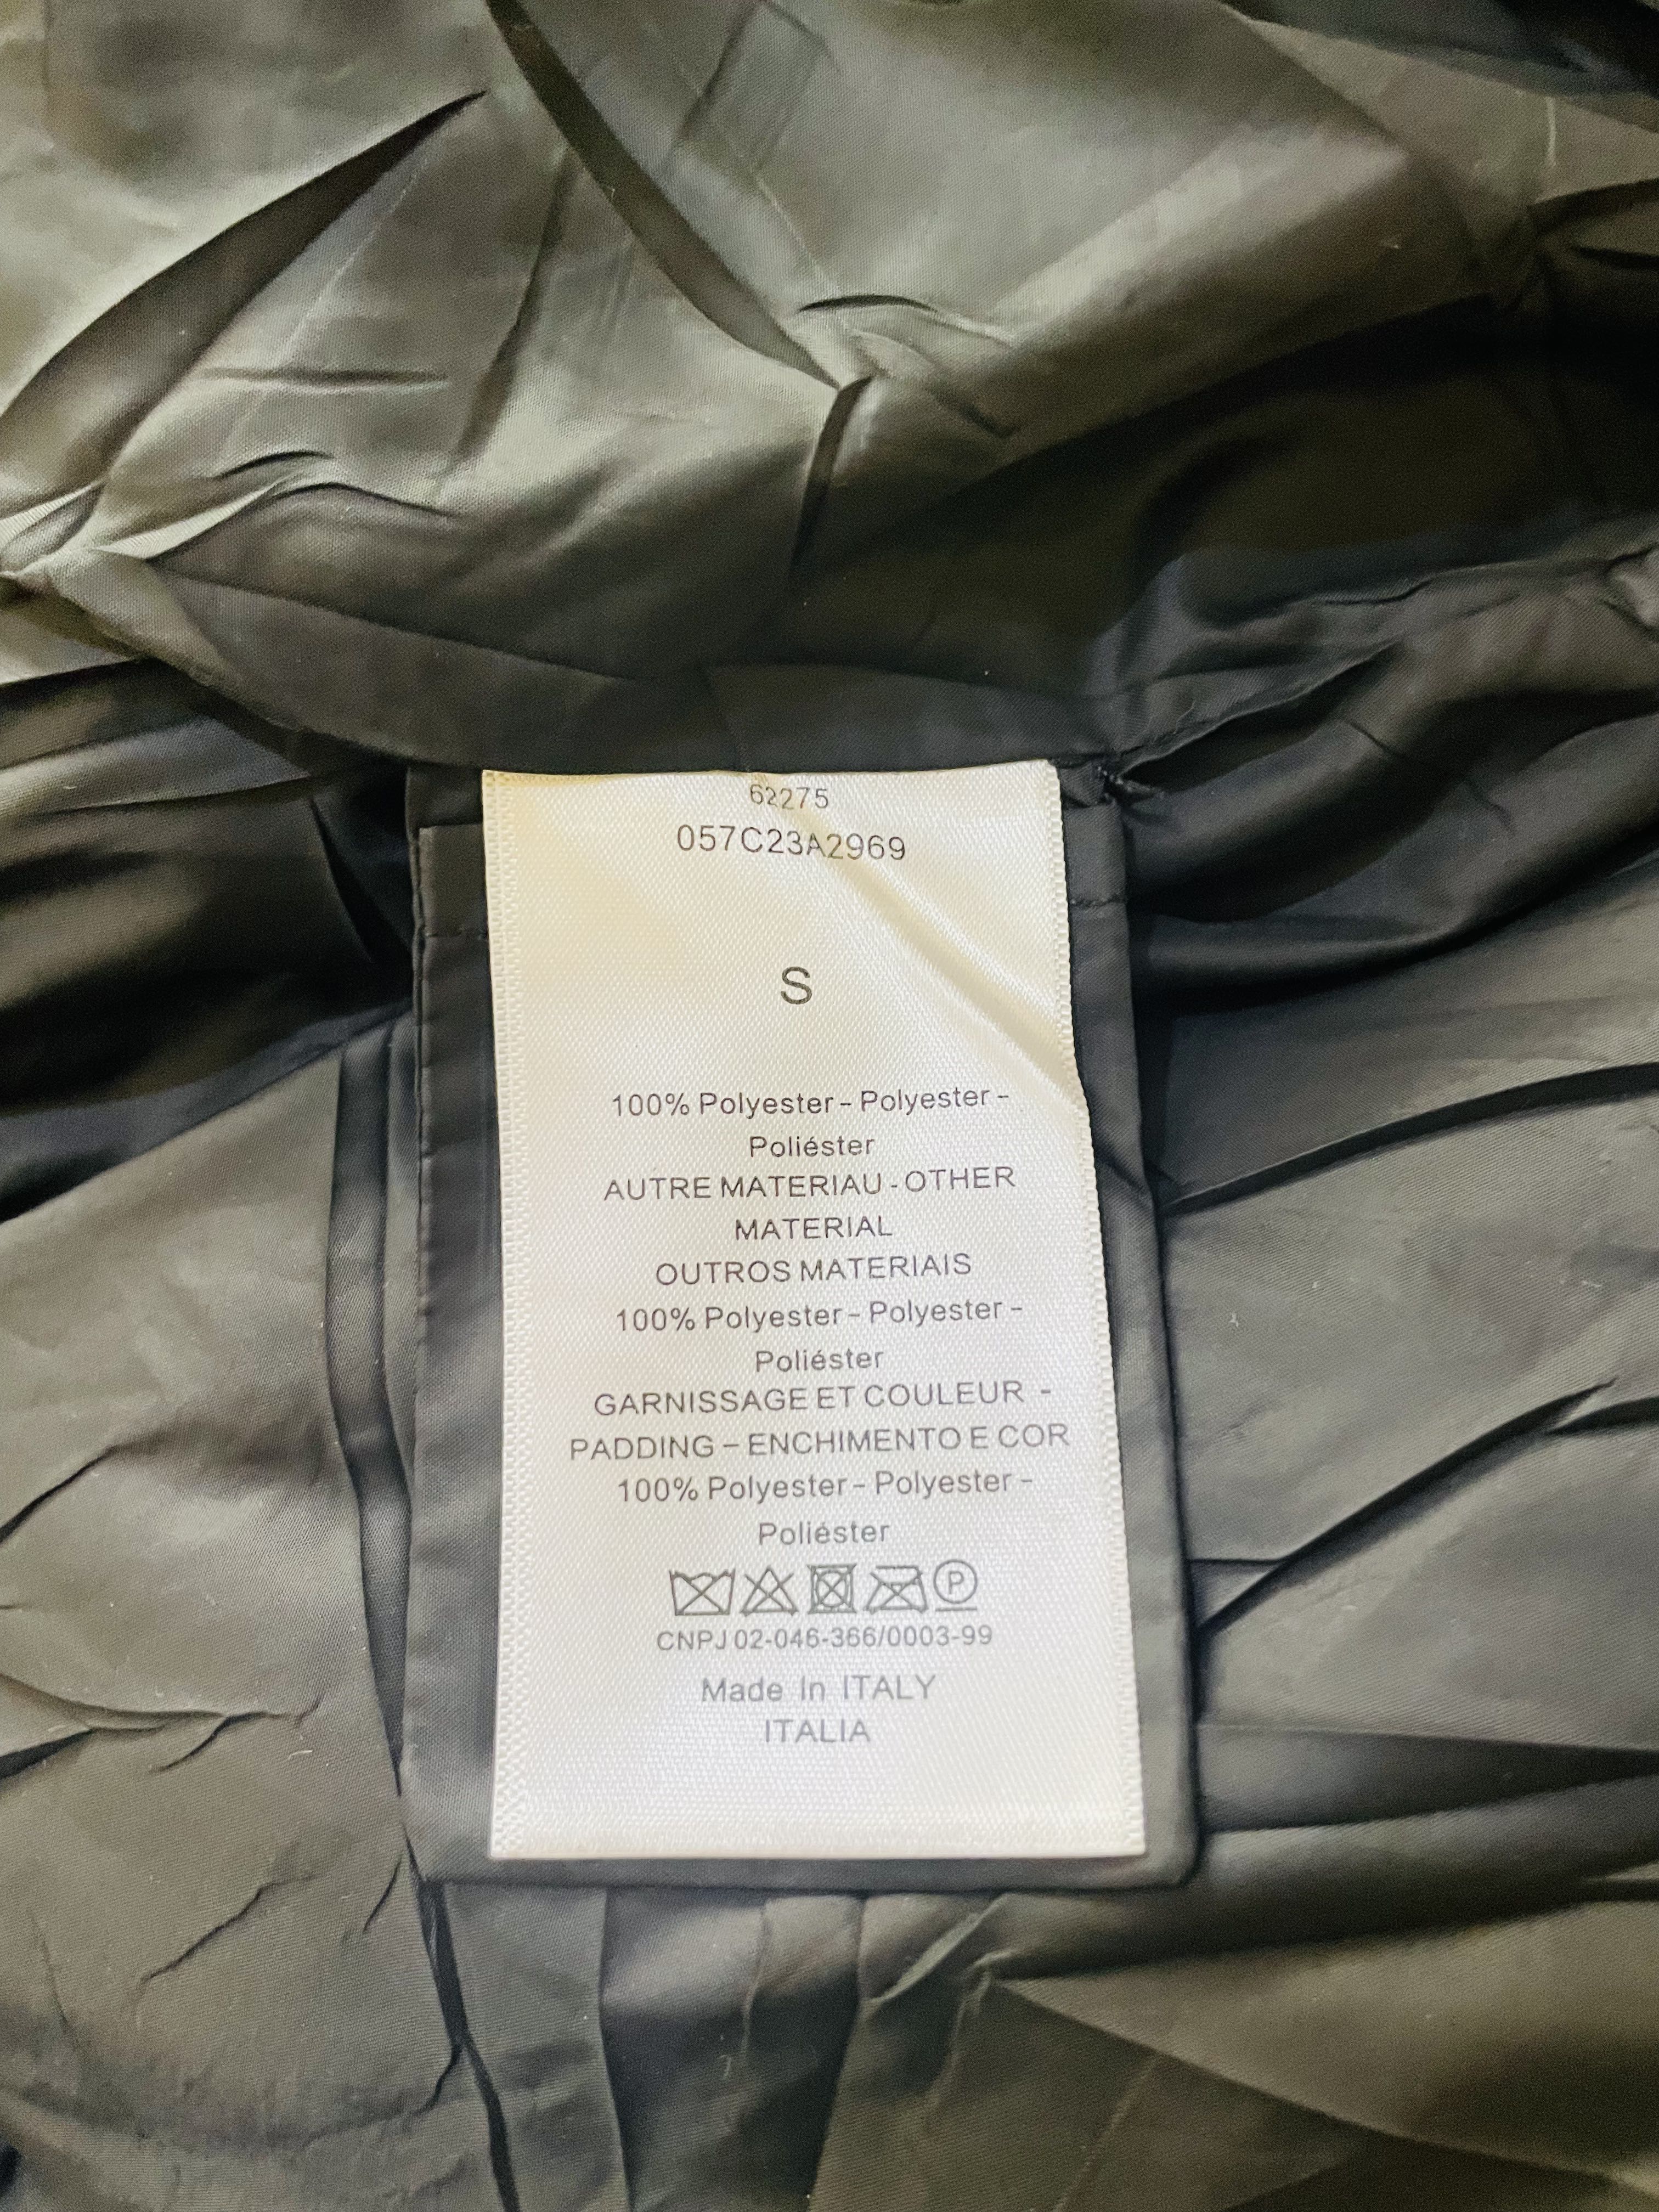 62275
057C23A2969
S
100% Polyester - Polyester -
Poliéster
AUTRE MATERIAU - OTHER
MATERIAL
OUTROS MATERIAIS
100% Polyester - Polyester -
Poliéster
GARNISSAGE ET COULEUR -
PADDING - ENCHIMENTO E COR
100% Polyester - Polyester -
Poliéster
P
CNPJ 02-046-366/0003-99
Made In ITALY
ITALIA